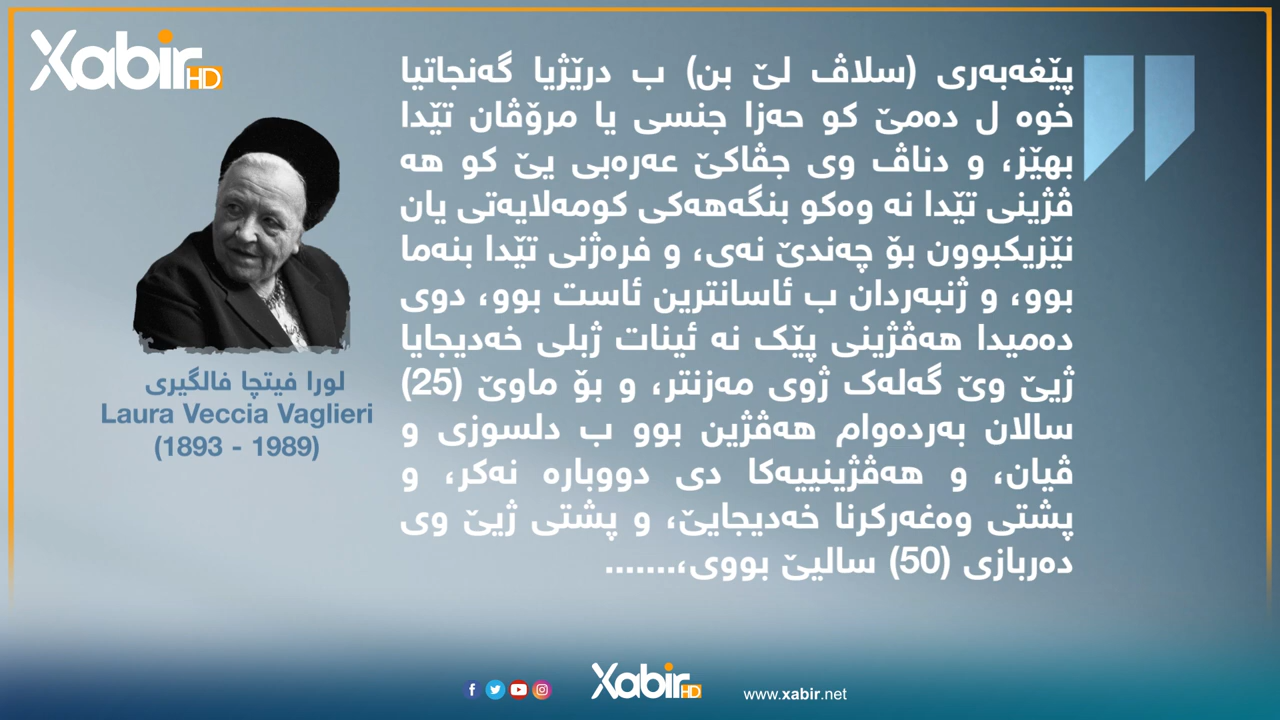 Xabir HD
پێغەبەری (سلاڤ لێ بن) ب درێژیا گەنجاتیا
خوە ل دەمێ کو حەزا جنسی یا مرۆڤان تێدا
بهێز، و دناڤ وی جڤاکێ عەرەبی یێ کو هە
ڤژینی تێدا نە وەکو بنگەهەکی کومەلایەتی یان
نێزیکبوون بۆ چەندێ نەی، و فرەژنی تێدا بنەما
بوو، و ژنبەردان ب ئاسانترین ئاست بوو، دوی
دەمیدا هەڤژینی پێک نە ئینات ژبلی خەدیجایا
ژیێ وێ گەلەک ژوی مەزنتر، و بۆ ماوێ (25)
سالان بەردەوام هەڤژین بوو ب دلسوزی و
ڤیان، و هەڤژینییەکا دی دووبارە نەکر، و
پشتی وەغەرکرنا خەدیجایێ، و پشتی ژیێ وی
دەربازی (50) سالیێ بووی،.......
لورا فیتچا فالگیری
Laura Veccia Vaglieri
(1893 - 1989)
Xabir HD
www.xabir.net